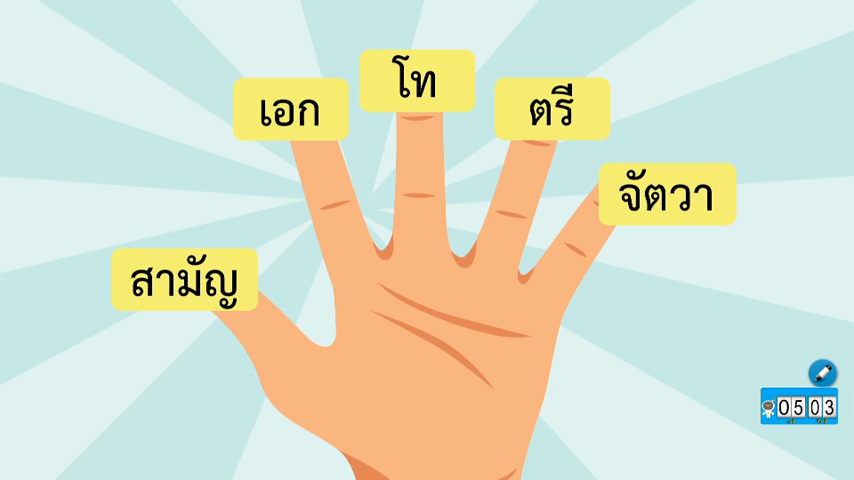 โท
เอก
ตรี
จัตวา
สามัญ
0503